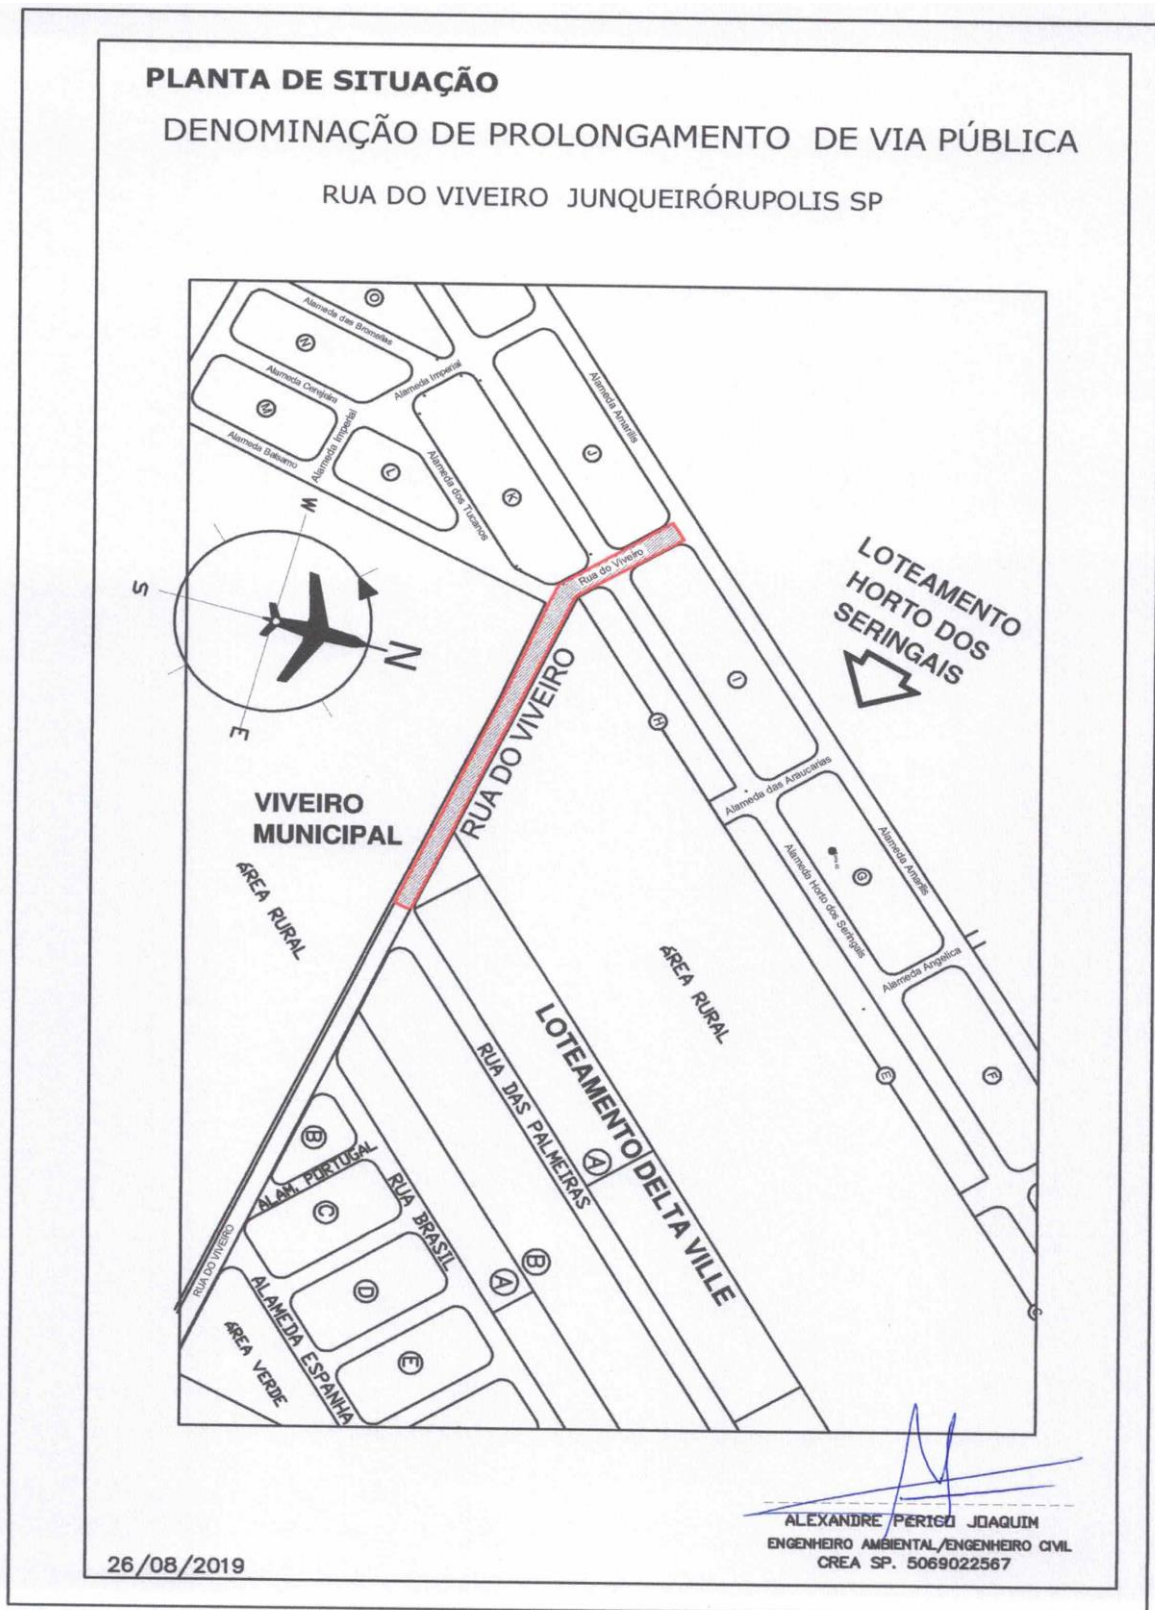 PLANTA DE SITUAÇÃO
DENOMINAÇÃO DE PROLONGAMENTO DE VIA PÚBLICA
RUA DO VIVEIRO JUNQUEIRÓRUPOLIS SP
O
Alameda das Bromelias
N
Alameda Cerejeira
Alameda Imperial
M
Alameda Balsamo
Alameda Imperial
L
Alameda dos Tucanos
K
J
Alameda Amarilis
Rua do Viveiro
W
S
N
E
LOTEAMENTO
HORTO DOS
SERINGAIS
RUA DO VIVEIRO
H
I
Alameda das Araucarias
VIVEIRO
MUNICIPAL
ÁREA RURAL
G
Alameda Amarilis
Alameda Horto dos Seringais
Alameda Angelica
ÁREA RURAL
F
E
LOTEAMENTO DELTA VILLE
RUA DAS PALMEIRAS
A
B
ALAM. PORTUGAL
RUA BRASIL
C
B
A
D
E
RUA DO VIVEIRO
ALAMEDA ESPANHA
ÁREA VERDE
C
ALEXANDRE PERIGO JOAQUIM
ENGENHEIRO AMBIENTAL/ENGENHEIRO CIVIL
CREA SP. 5069022567
26/08/2019